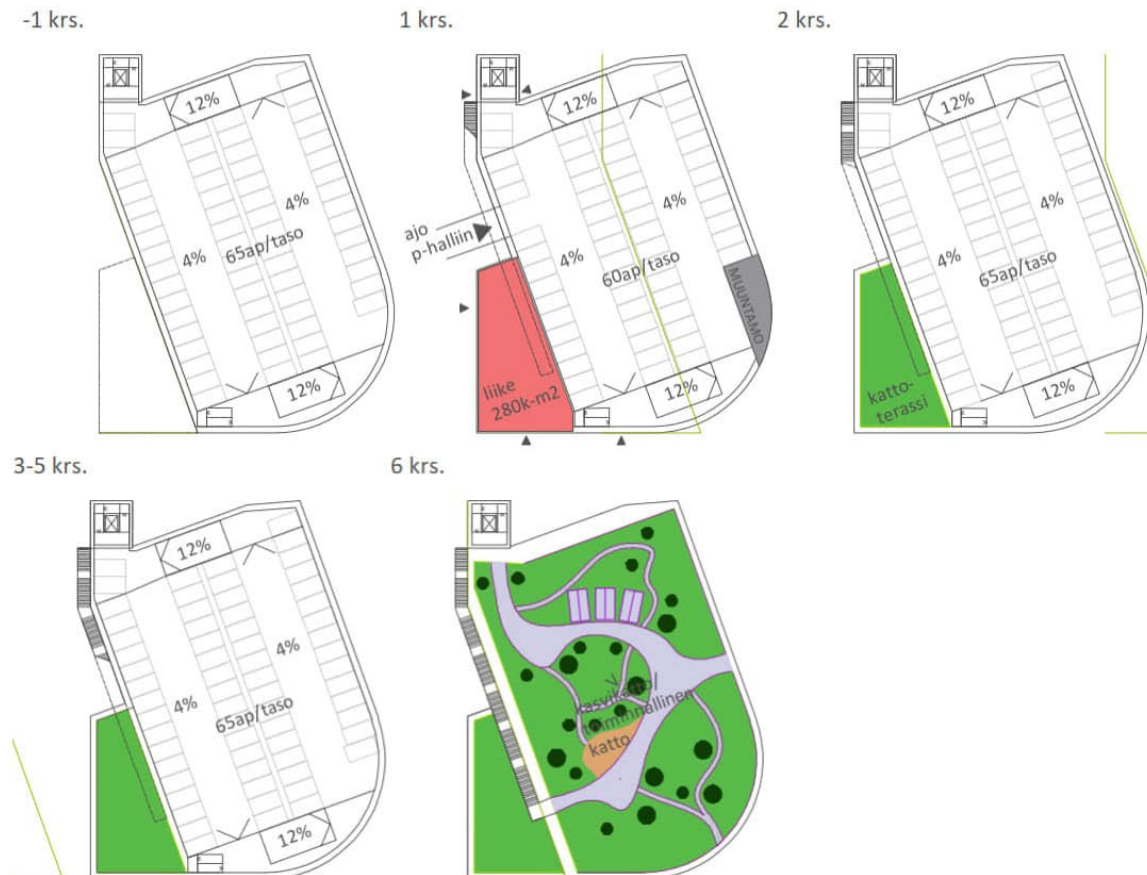 -1 krs.
1 krs.
2 krs.
12%
4%
4%
65ap/taso
12%
12%
4%
ajo
p-halliin
4%
60ap/taso
MUUNTAMO
liike
280k-m2
12%
12%
4%
4%
65ap/taso
katto-
terassi
12%
3-5 krs.
6 krs.
12%
4%
4%
65ap/taso
12%
kasvikatto/
toiminnallinen
katto